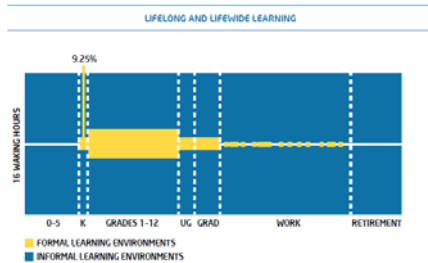 LIFELONG AND LIFEWIDE LEARNING
9.25%
16 WAKING HOURS
0-5 K GRADES 1-12 UG GRAD WORK RETIREMENT
FORMAL LEARNING ENVIRONMENTS
INFORMAL LEARNING ENVIRONMENTS